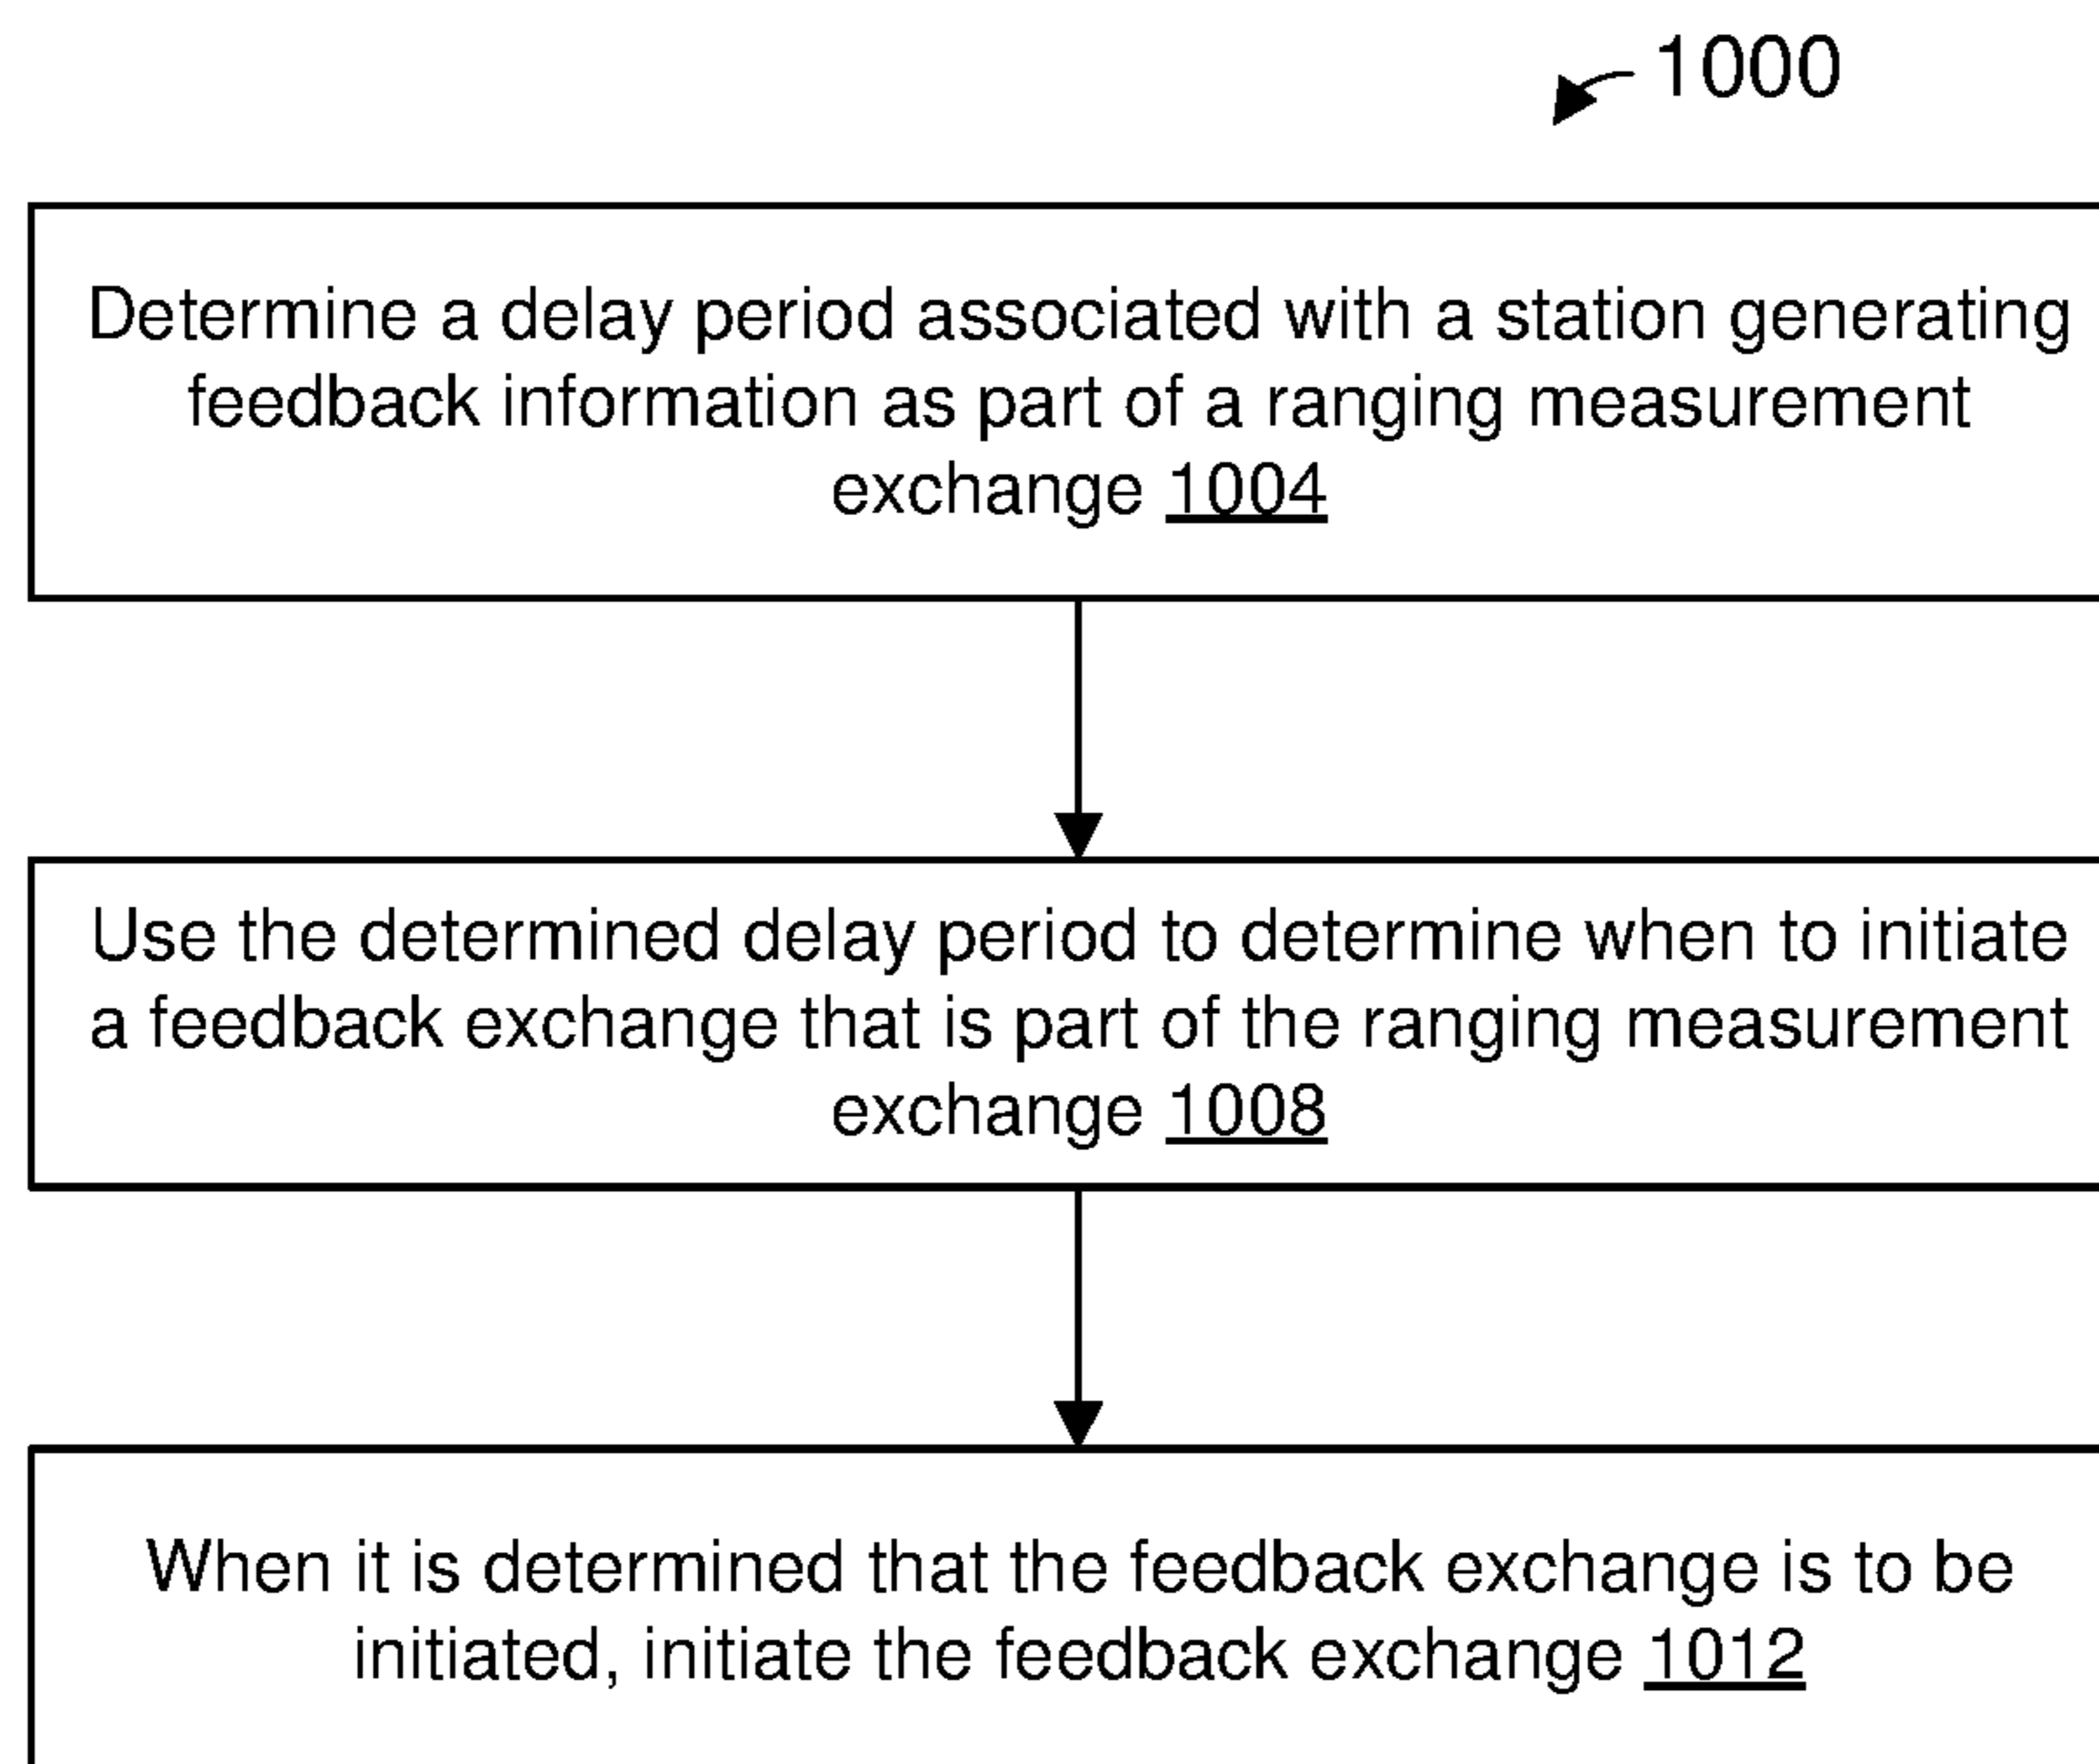 1000
Determine a delay period associated with a station generating
feedback information as part of a ranging measurement
exchange 1004
Use the determined delay period to determine when to initiate
a feedback exchange that is part of the ranging measurement
exchange 1008
When it is determined that the feedback exchange is to be
initiated, initiate the feedback exchange 1012